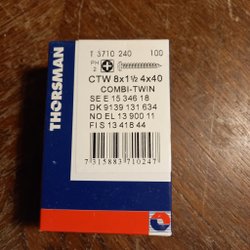 THORSMAN
T 3710 240 100
PH
2
CTW 8x1½ 4x40
COMBI-TWIN
SE E 15 346 18
DK 9139 131 634
NO EL 13 900 11
FI S 13 418 44
7 315883 710247